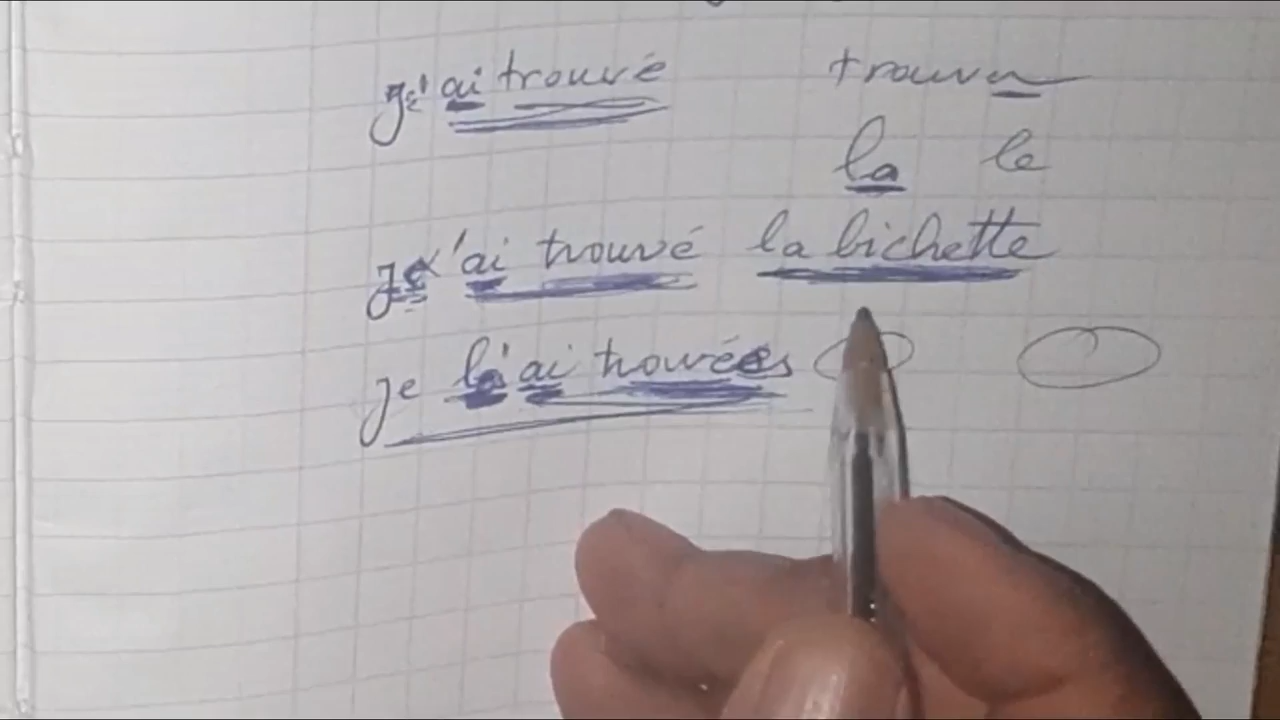 j'ai trouvé trouver
la le
j'ai trouvé la bichette
je l'ai trouvées